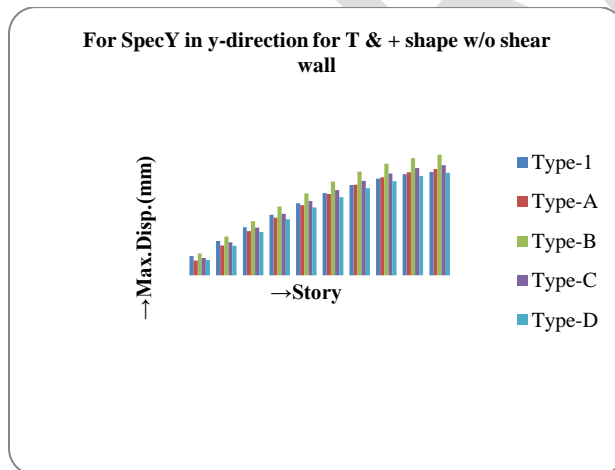 For SpecY in y-direction for T & + shape w/o shear
wall
→Max.Disp.(mm)
→Story
Type-1
Type-A
Type-B
Type-C
Type-D